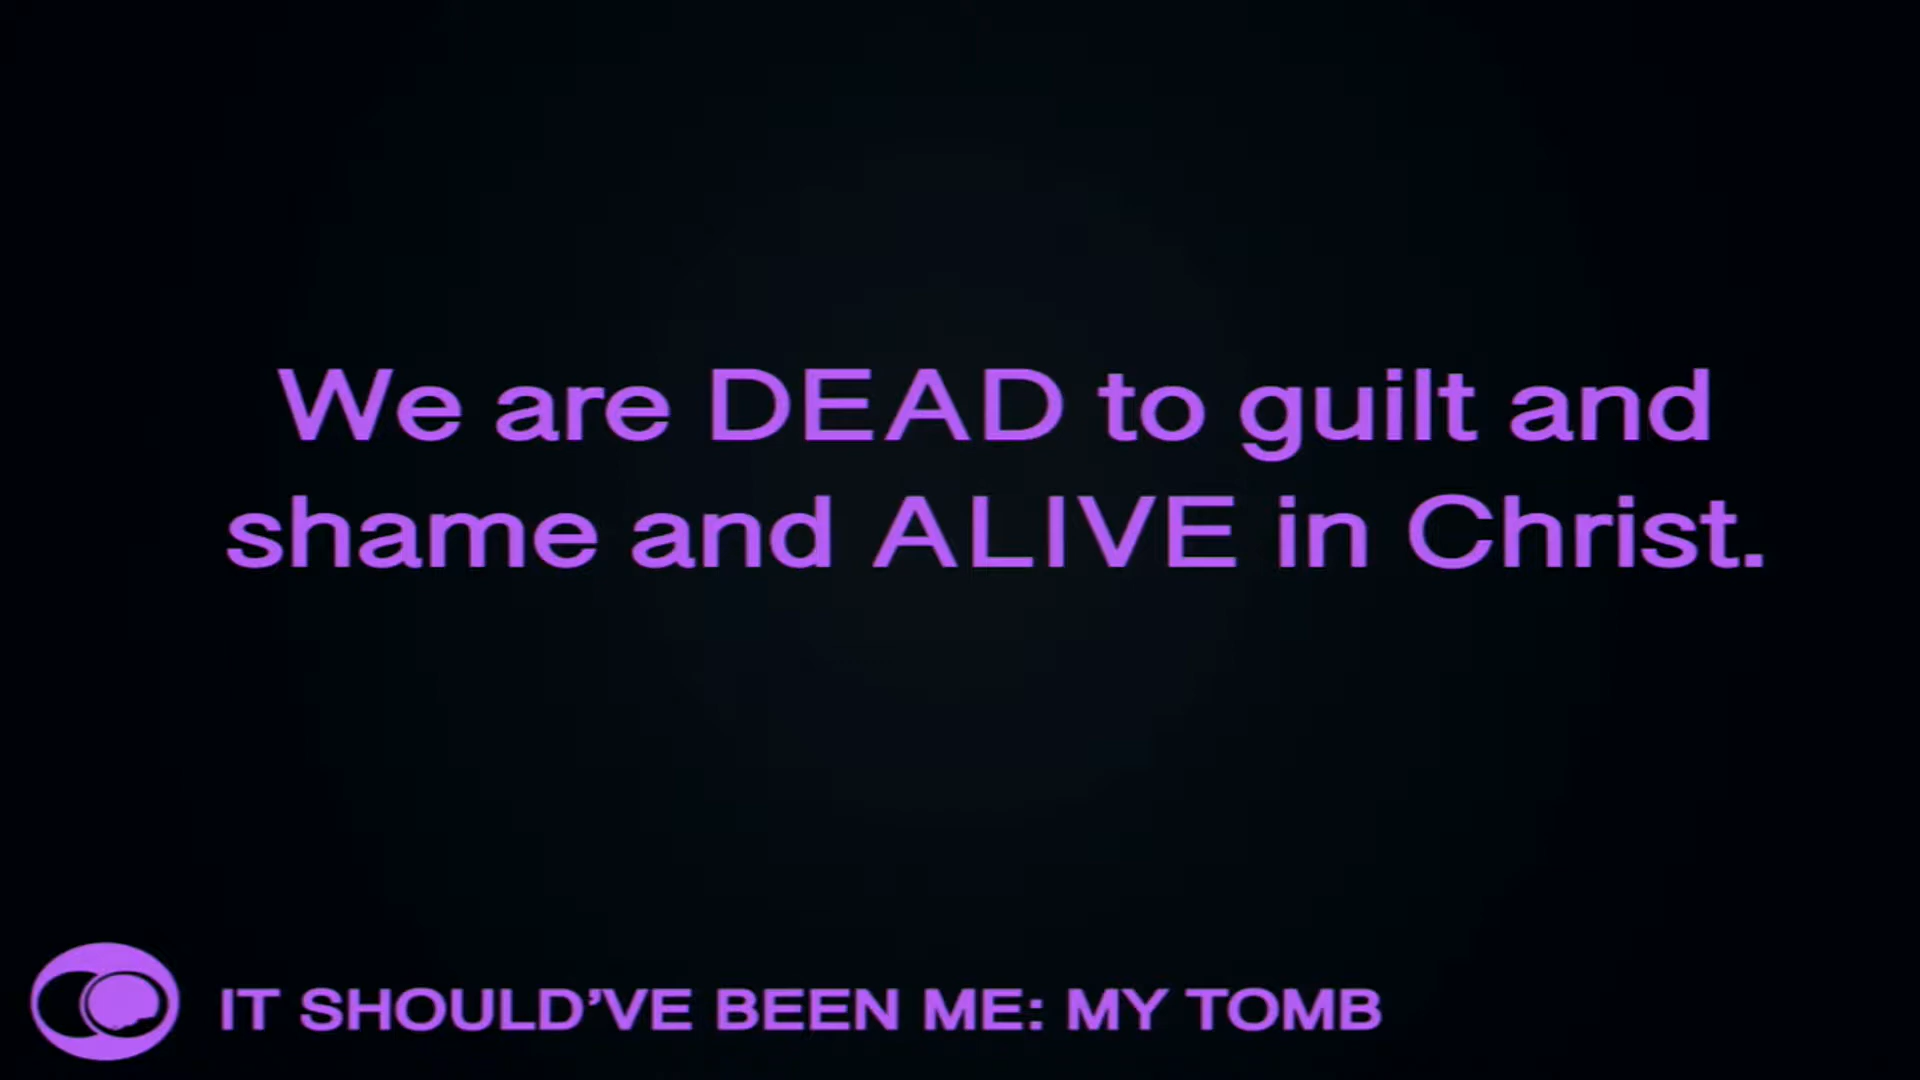 We are DEAD to guilt and
shame and ALIVE in Christ.
IT SHOULD’VE BEEN ME: MY TOMB